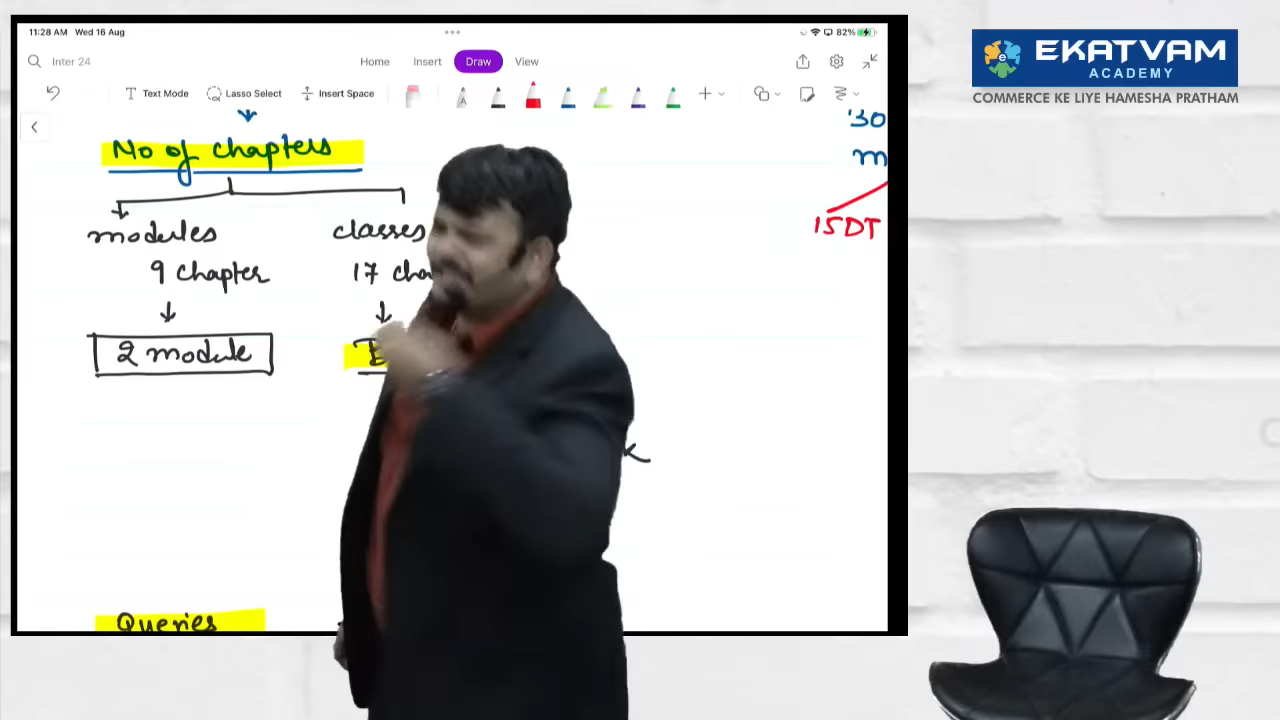 11:28 AM Wed 16 Aug
82%
EKATVAM
ACADEMY
COMMERCE KE LIYE HAMESHA PRATHAM
Inter 24
Home Insert Draw View
Text Mode Lasso Select Insert Space
'30
m
15DT
No of chapters
modules classes
9 chapter 17 cha
2 module
Queries